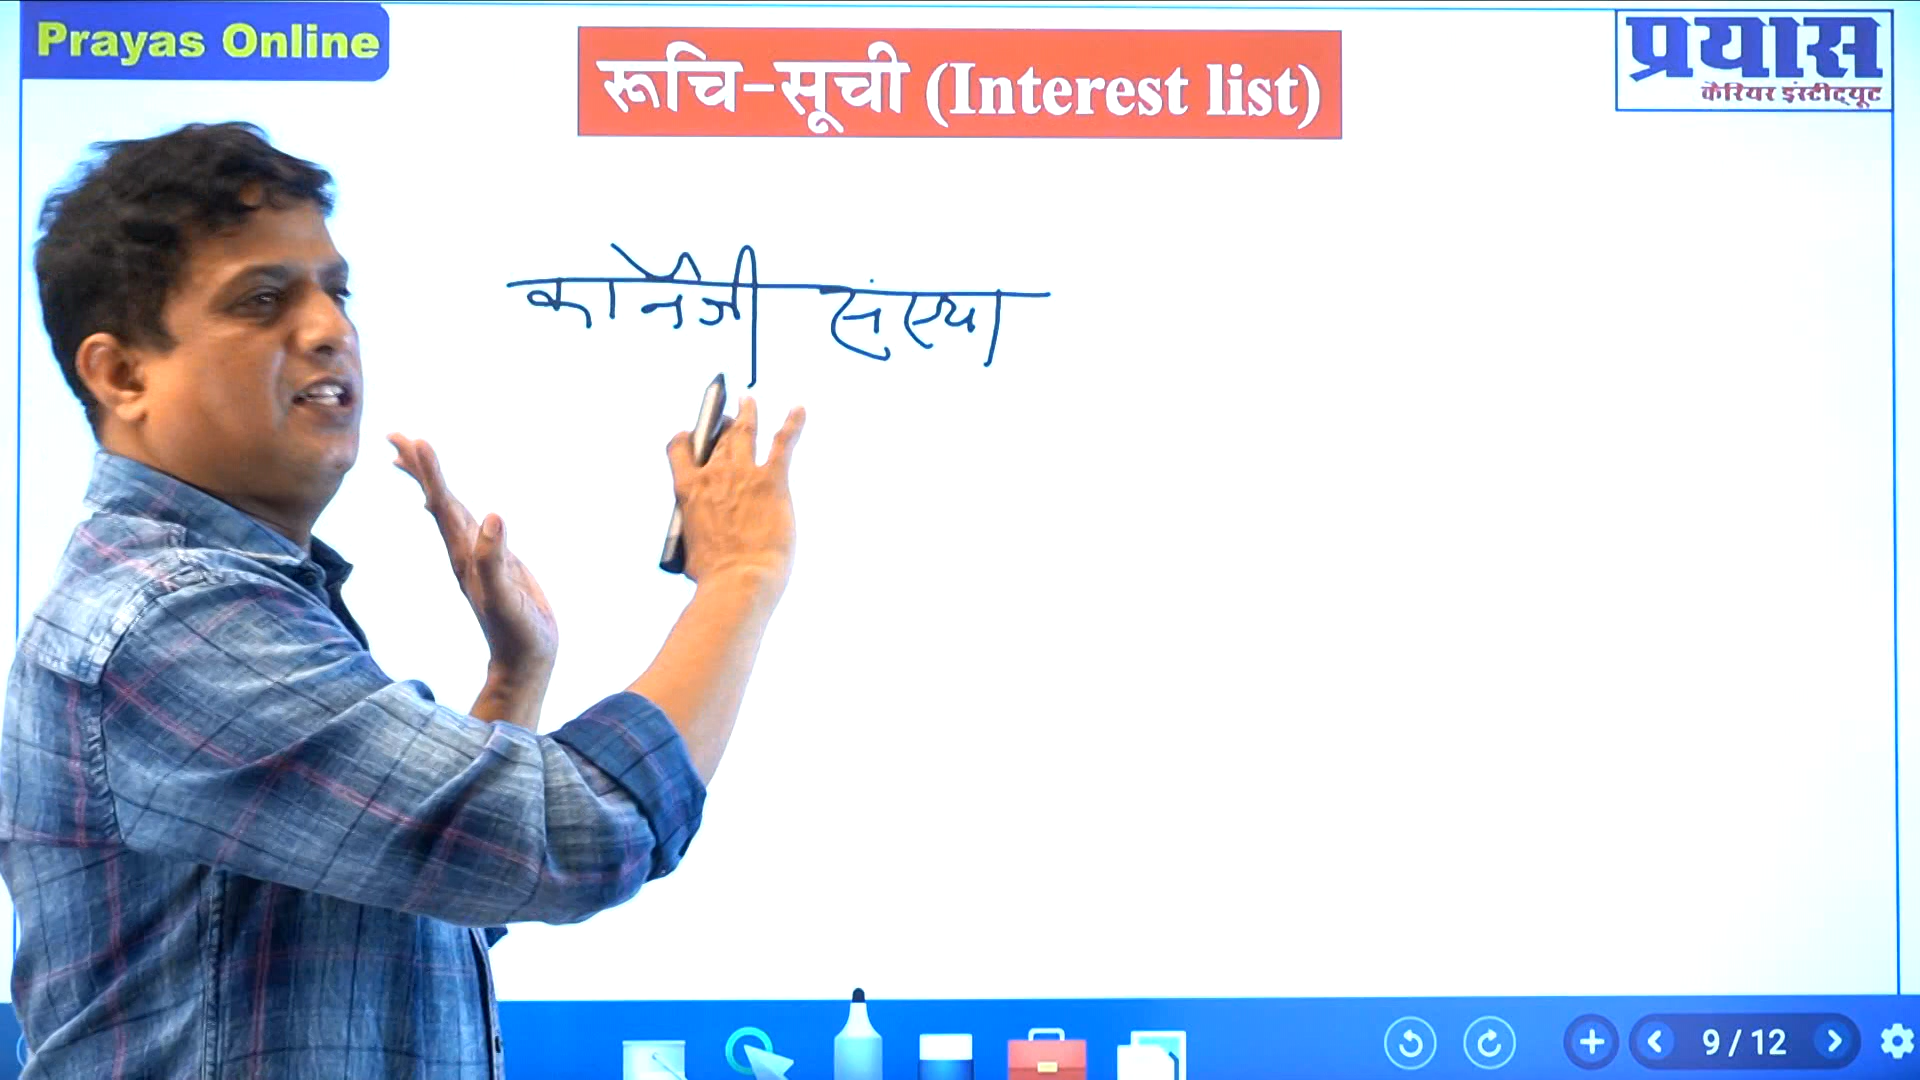 Prayas Online
रूचि-सूची (Interest list)
प्रयास
कॅरियर इंस्टीट्यूट
कार्नेजी संस्था
9 / 12